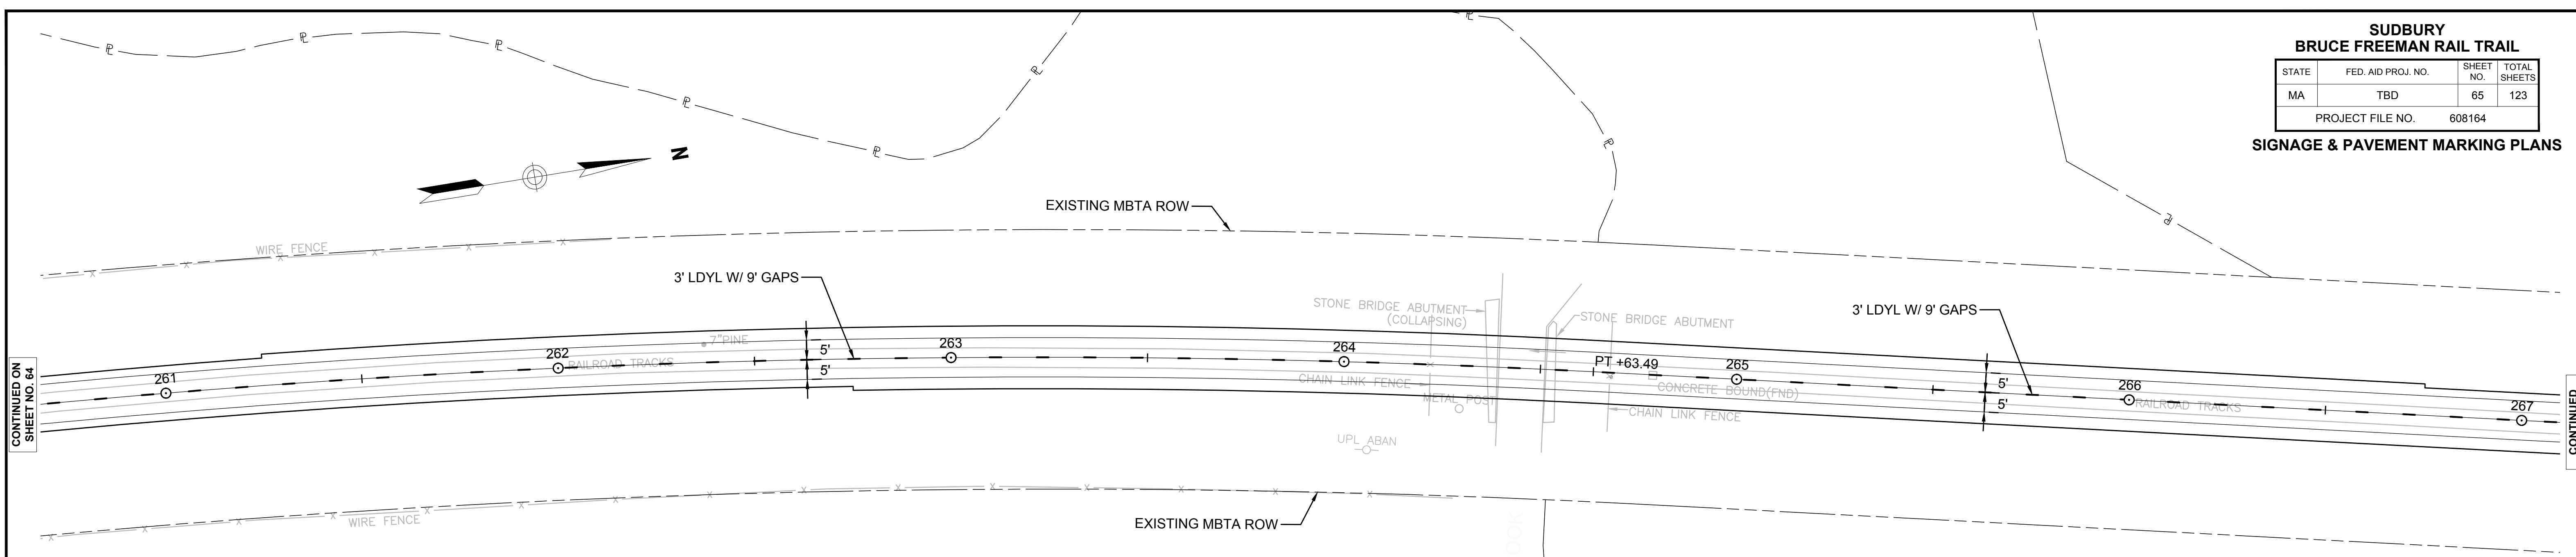 SUDBURY
BRUCE FREEMAN RAIL TRAIL
STATE FED. AID PROJ. NO. SHEET NO. TOTAL SHEETS
MA TBD 65 123
PROJECT FILE NO. 608164
SIGNAGE & PAVEMENT MARKING PLANS
N
EXISTING MBTA ROW
WIRE FENCE
3' LDYL W/ 9' GAPS
STONE BRIDGE ABUTMENT
(COLLAPSING)
STONE BRIDGE ABUTMENT
3' LDYL W/ 9' GAPS
7"PINE
CONTINUED ON
SHEET NO. 64
261
262
RAILROAD TRACKS
5'
5'
263
264
PT +63.49
265
CHAIN LINK FENCE
METAL POST
CONCRETE BOUND(FND)
CHAIN LINK FENCE
5'
5'
266
RAILROAD TRACKS
267
CONTINUED
UPL ABAN
WIRE FENCE
EXISTING MBTA ROW